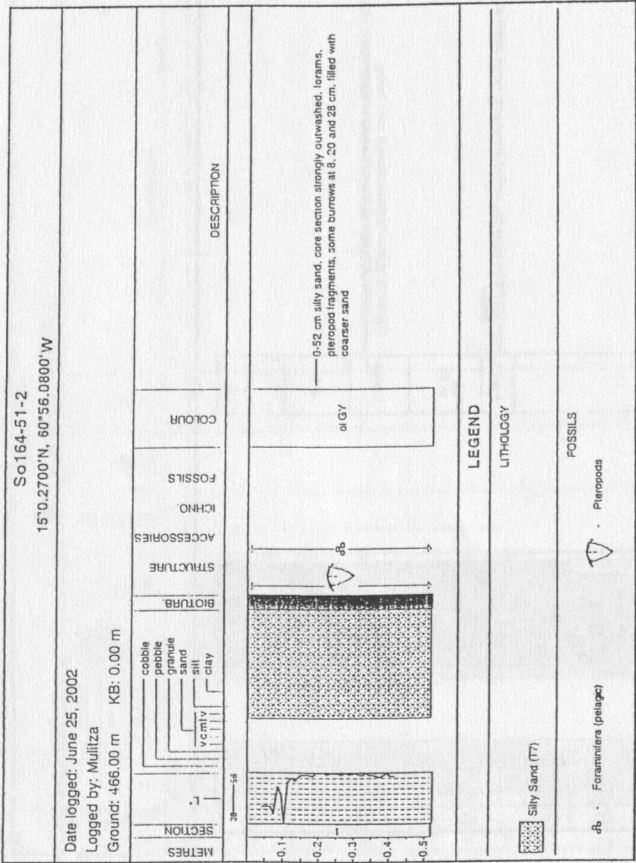 So164-51-2
15°0.2700'N, 60°56.0800'W
Date logged: June 25, 2002
Logged by: Mulitza
Ground: 466.00 m KB: 0.00 m
METRES
SECTION
"L"
28 56
cobble
pebble
granule
sand
silt
clay
v c m f v
BIOTURB.
STRUCTURE
ACCESSORIES
ICHNO.
FOSSILS
COLOUR
DESCRIPTION
-0.1
-0.2
-0.3
-0.4
-0.5
ol GY
0-52 cm silty sand, core section strongly outwashed, forams,
pteropod fragments, some burrows at 8, 20 and 28 cm, filled with
coarser sand
LEGEND
LITHOLOGY
Silty Sand (T7)
FOSSILS
Foraminifera (pelagic)
Pteropods